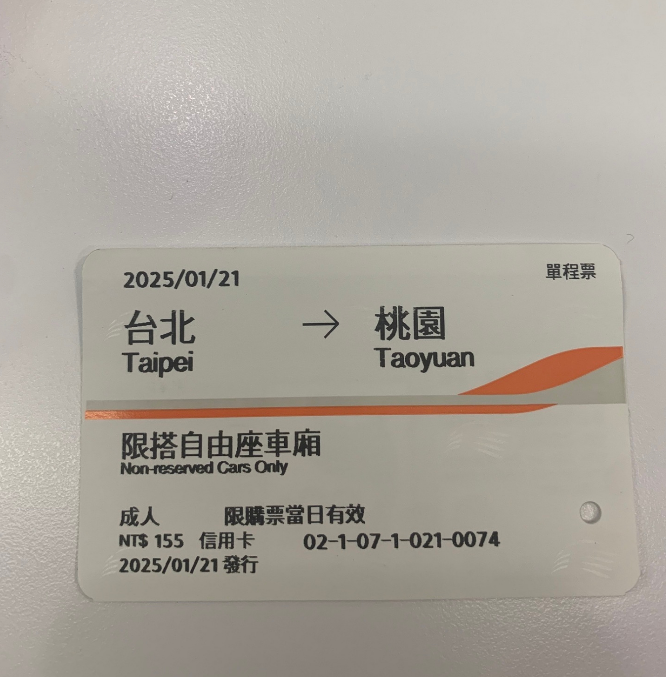 2025/01/21 單程票
台北 → 桃園
Taipei Taoyuan
限搭自由座車廂
Non-reserved Cars Only
成人 限購票當日有效
NT$ 155 信用卡 02-1-07-1-021-0074
2025/01/21 發行